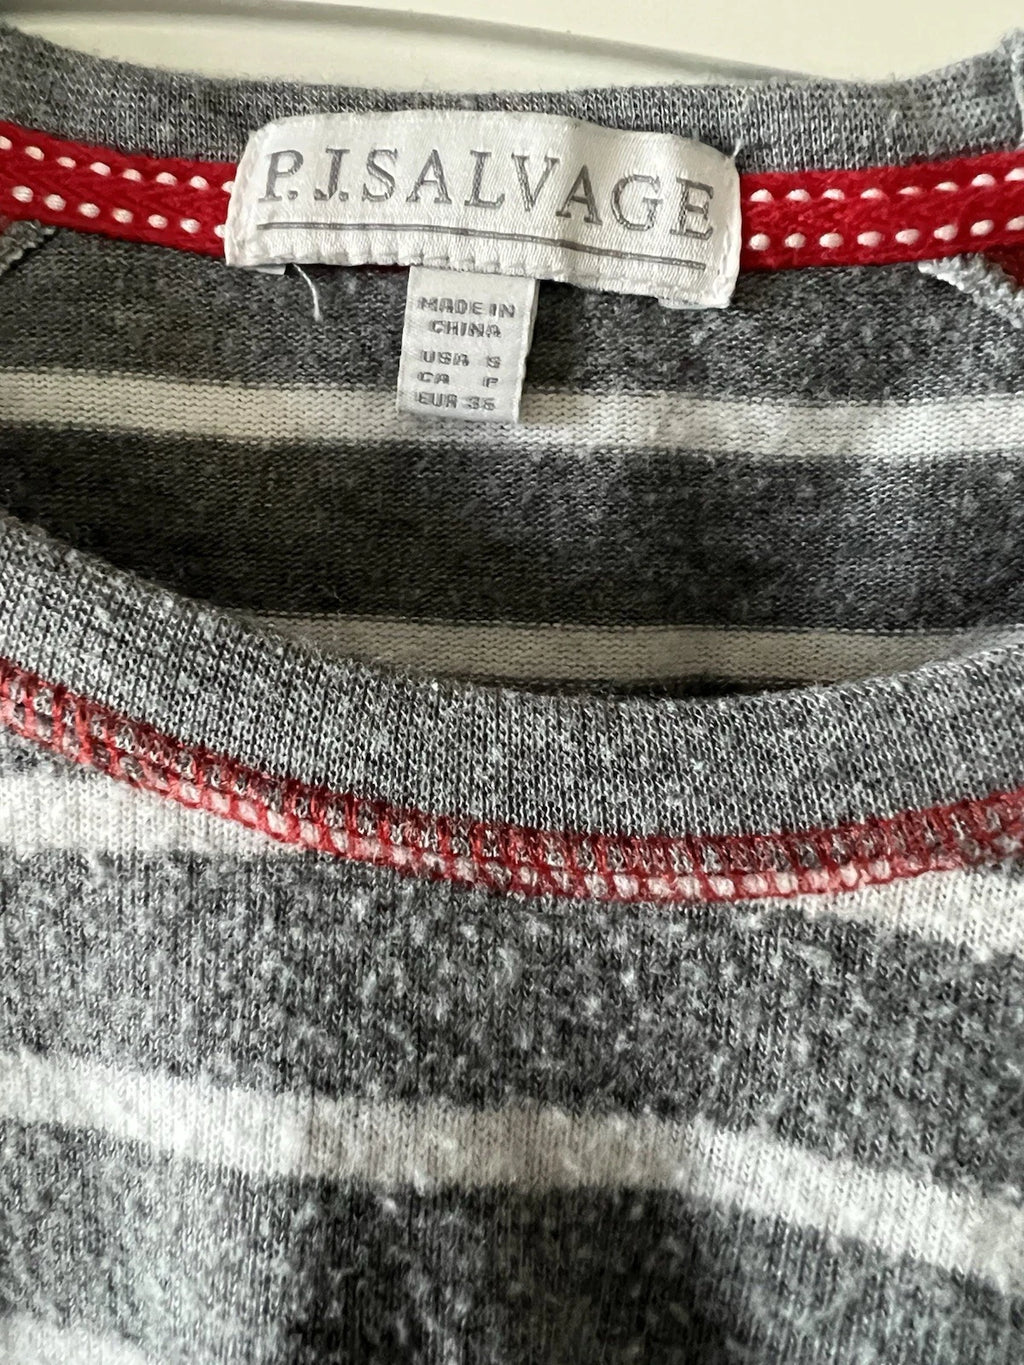 P.J.SALVAGE
MADE IN
CHINA
USA S
CA P
EUR 36